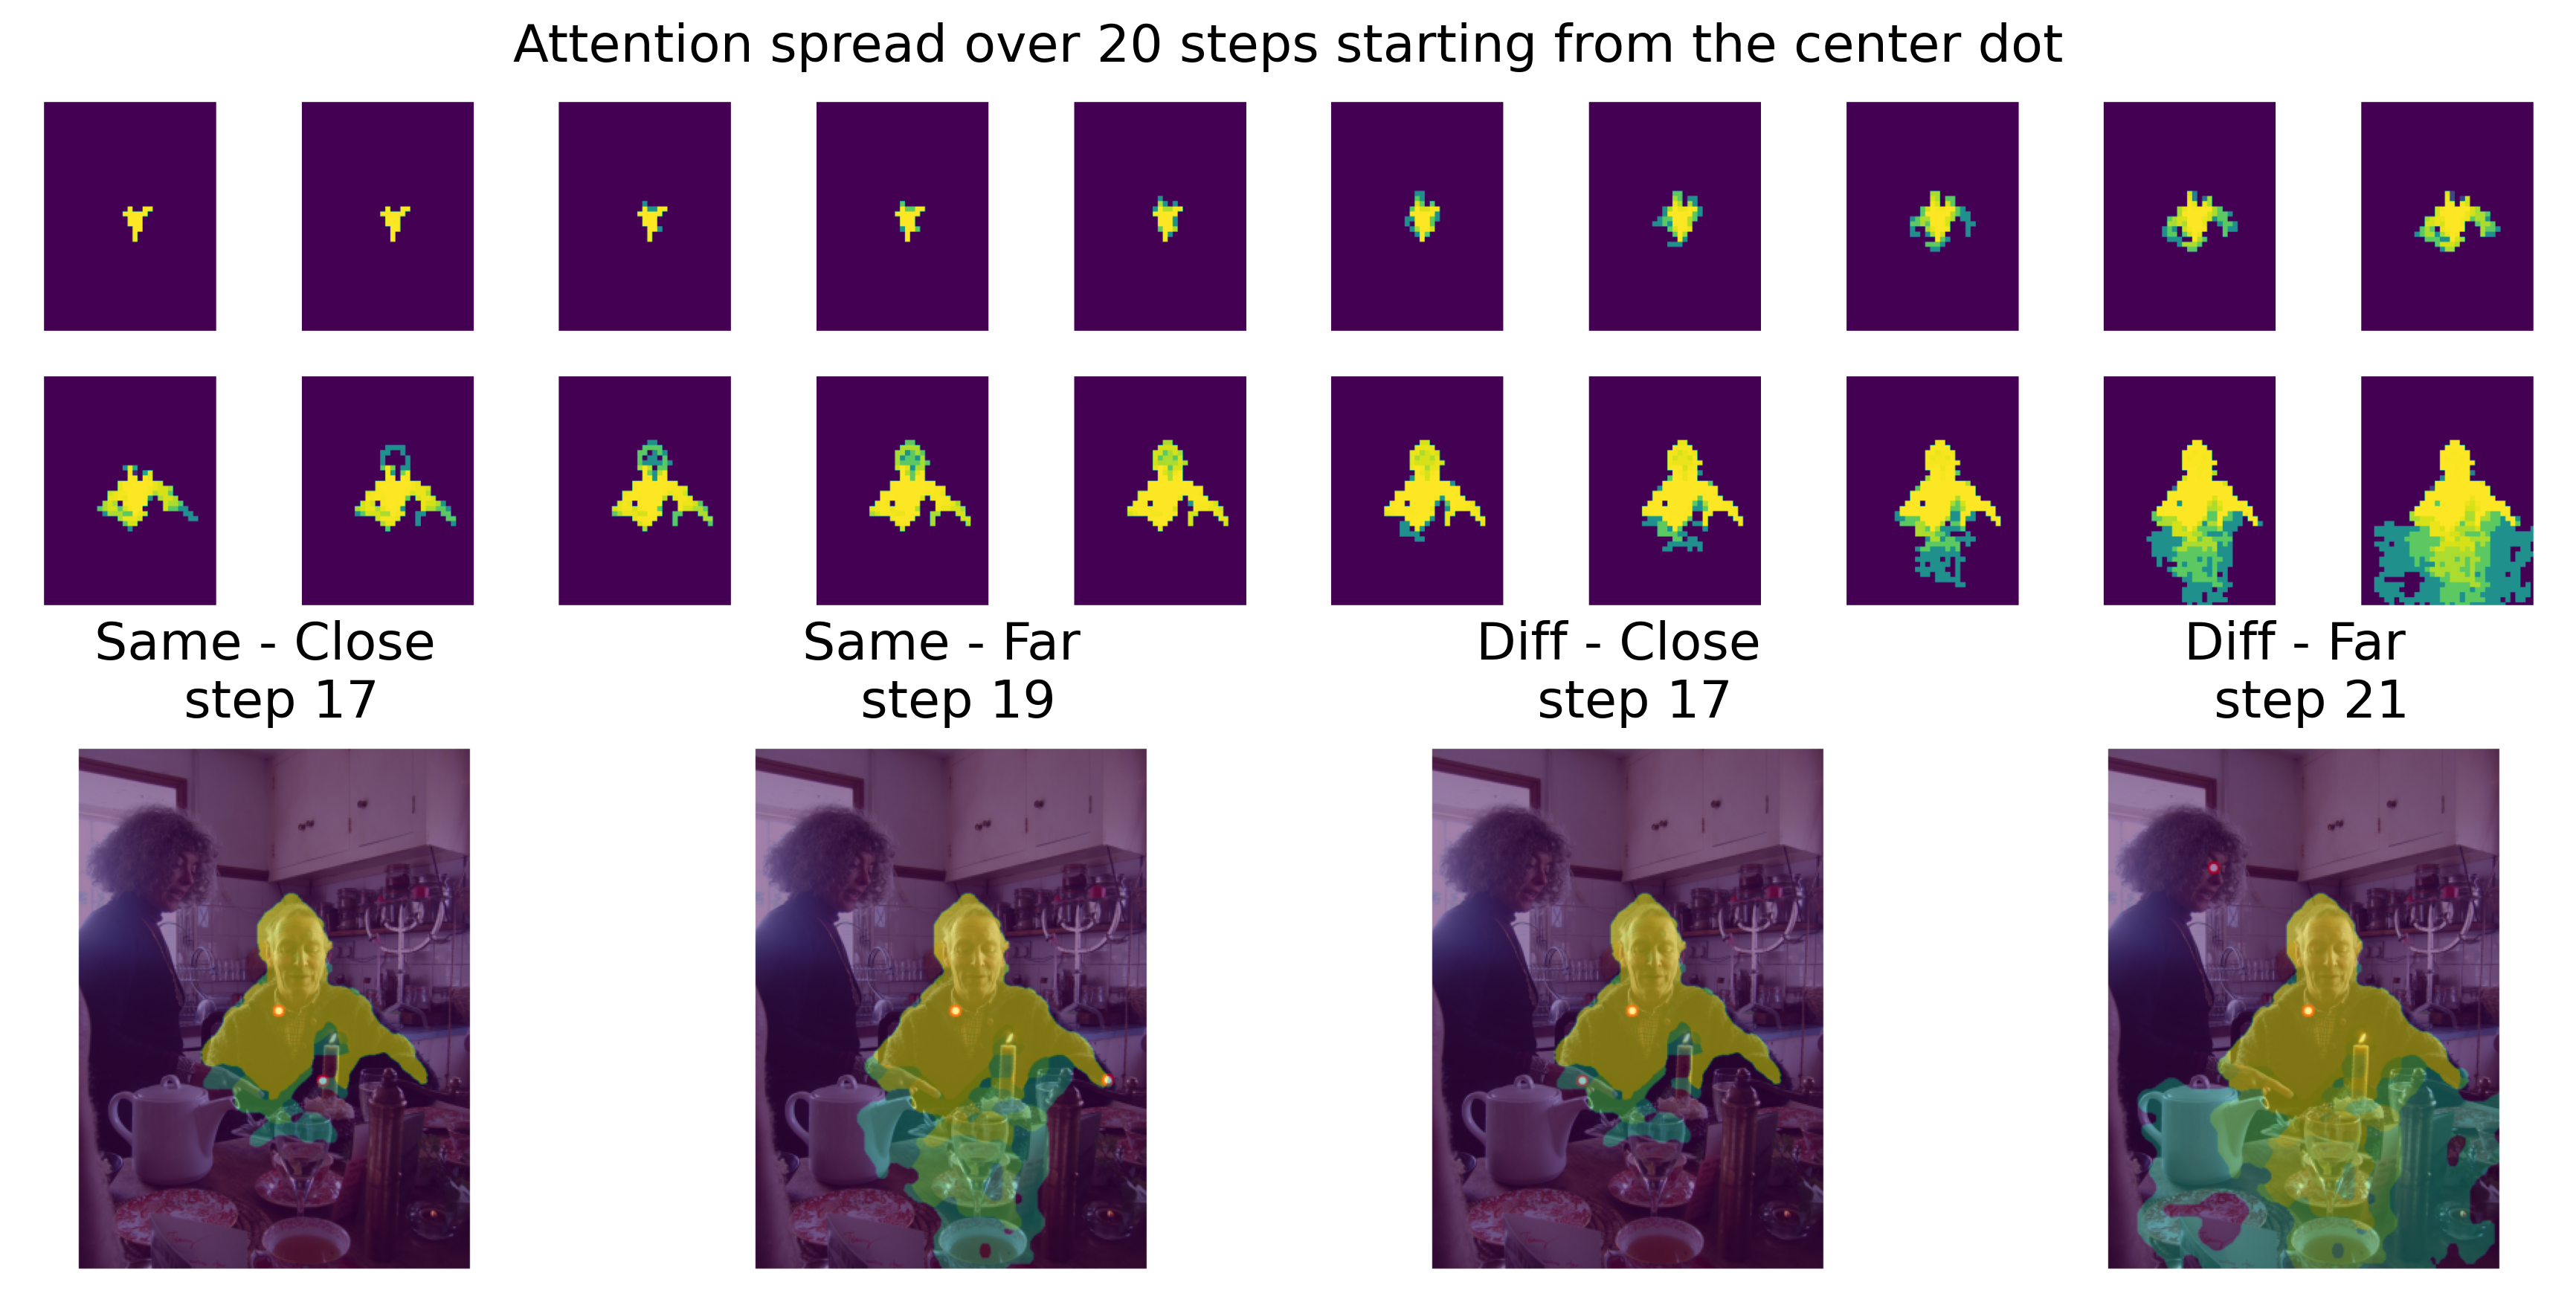 Attention spread over 20 steps starting from the center dot
Same - Close
step 17
Same - Far
step 19
Diff - Close
step 17
Diff - Far
step 21